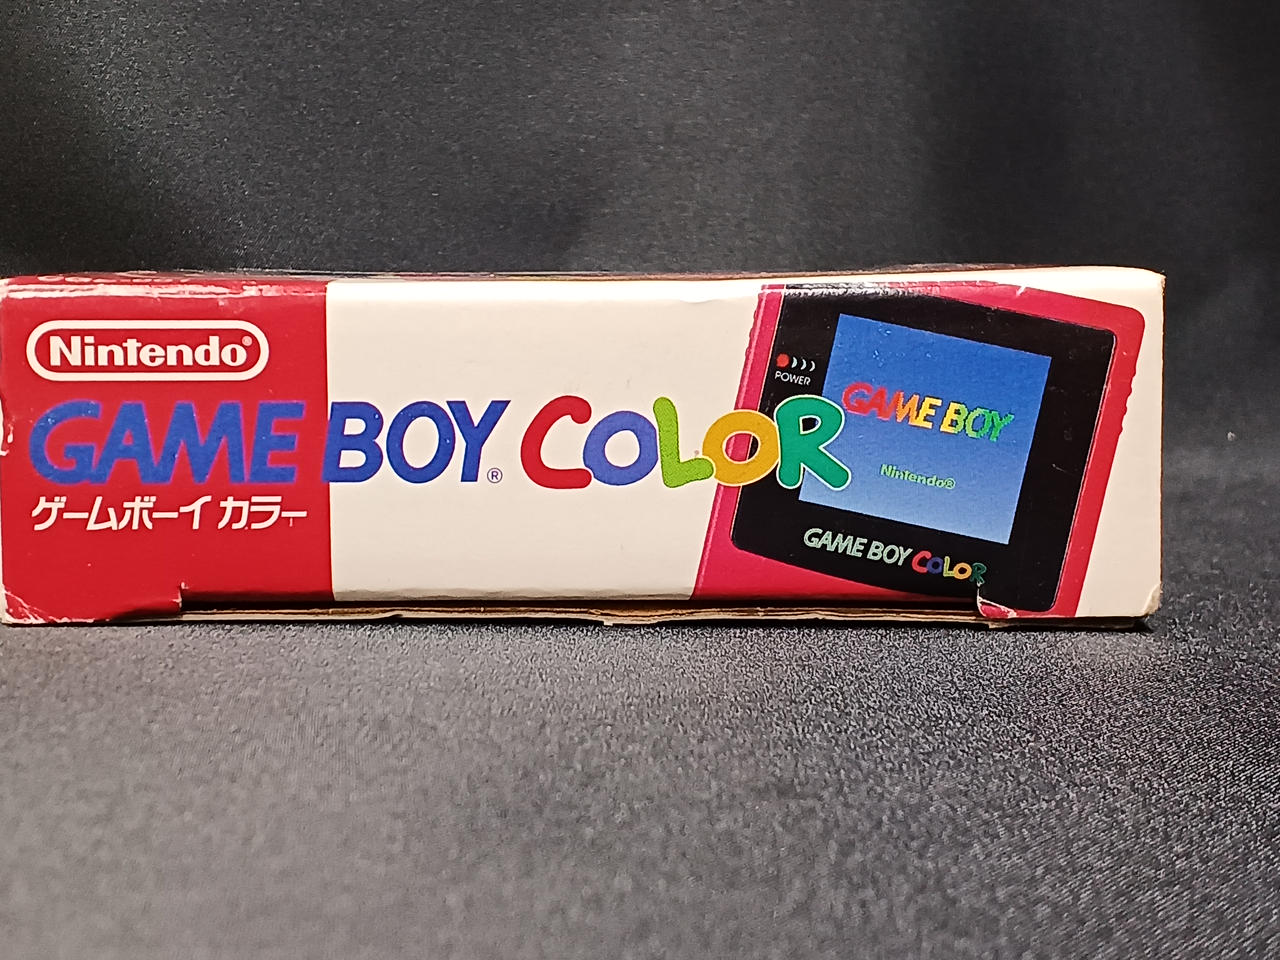 Nintendo®
GAME BOY® COLOR
ゲームボーイ カラー
POWER
GAME BOY
Nintendo®
GAME BOY COLOR